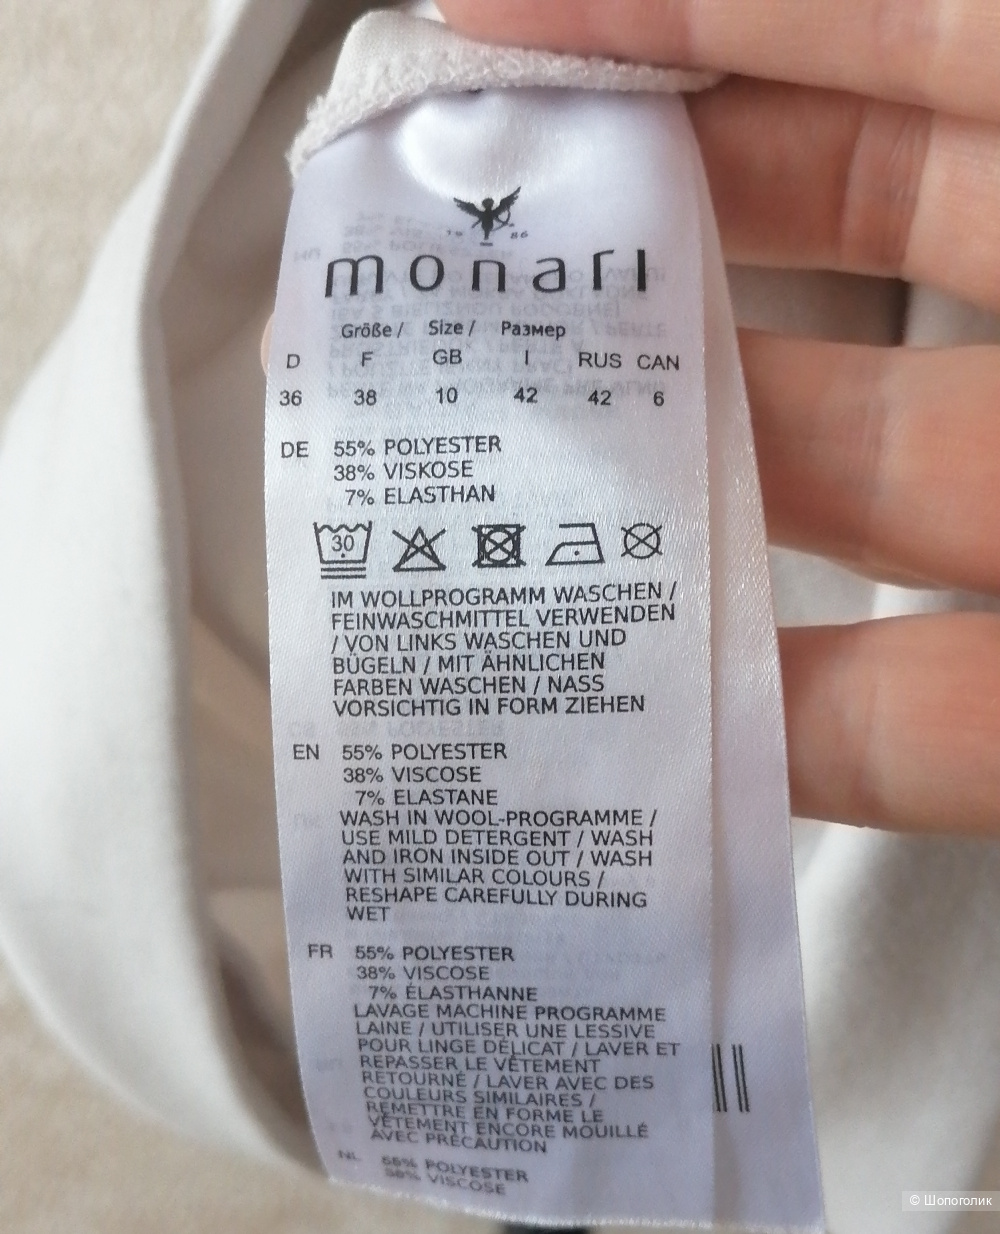 19 86
monari
Größe / Size / Размер
D F GB I RUS CAN
36 38 10 42 42 6
DE 55% POLYESTER
38% VISKOSE
7% ELASTHAN
30
IM WOLLPROGRAMM WASCHEN /
FEINWASCHMITTEL VERWENDEN
/ VON LINKS WASCHEN UND
BÜGELN / MIT ÄHNLICHEN
FARBEN WASCHEN / NASS
VORSICHTIG IN FORM ZIEHEN
EN 55% POLYESTER
38% VISCOSE
7% ELASTANE
WASH IN WOOL-PROGRAMME /
USE MILD DETERGENT / WASH
AND IRON INSIDE OUT / WASH
WITH SIMILAR COLOURS /
RESHAPE CAREFULLY DURING
WET
FR 55% POLYESTER
38% VISCOSE
7% ÉLASTHANNE
LAVAGE MACHINE PROGRAMME
LAINE / UTILISER UNE LESSIVE
POUR LINGE DÉLICAT / LAVER ET
REPASSER LE VÊTEMENT
RETOURNÉ / LAVER AVEC DES
COULEURS SIMILAIRES /
REMETTRE EN FORME LE
VÊTEMENT ENCORE MOUILLÉ
AVEC PRÉCAUTION
NL 55% POLYESTER
38% VISCOSE
© Шопоголик